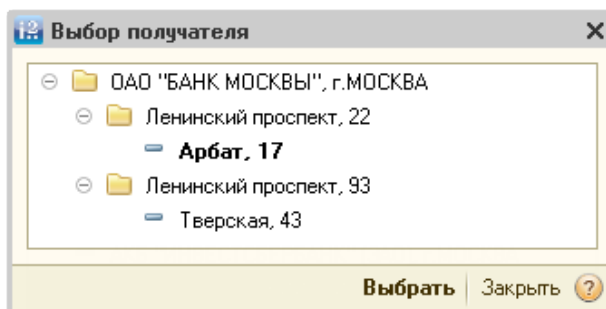 Выбор получателя
ОАО "БАНК МОСКВЫ", г.МОСКВА
Ленинский проспект, 22
Арбат, 17
Ленинский проспект, 93
Тверская, 43
Выбрать Закрыть ?